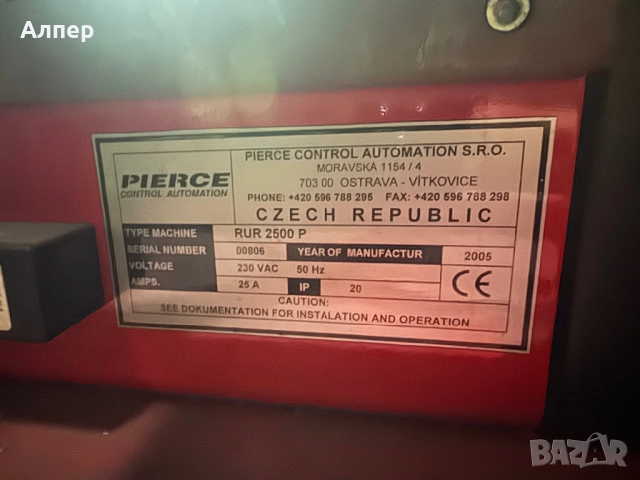 Алпер
PIERCE
CONTROL AUTOMATION
PIERCE CONTROL AUTOMATION S.R.O.
MORAVSKÁ 1154 / 4
703 00 OSTRAVA - VÍTKOVICE
PHONE: +420 596 788 295 FAX: +420 596 788 298
CZECH REPUBLIC
TYPE MACHINE RUR 2500 P
SERIAL NUMBER 00806 YEAR OF MANUFACTUR 2005
VOLTAGE 230 VAC 50 Hz
AMPS. 25 A IP 20
CE
CAUTION:
SEE DOKUMENTATION FOR INSTALATION AND OPERATION
BAZAR